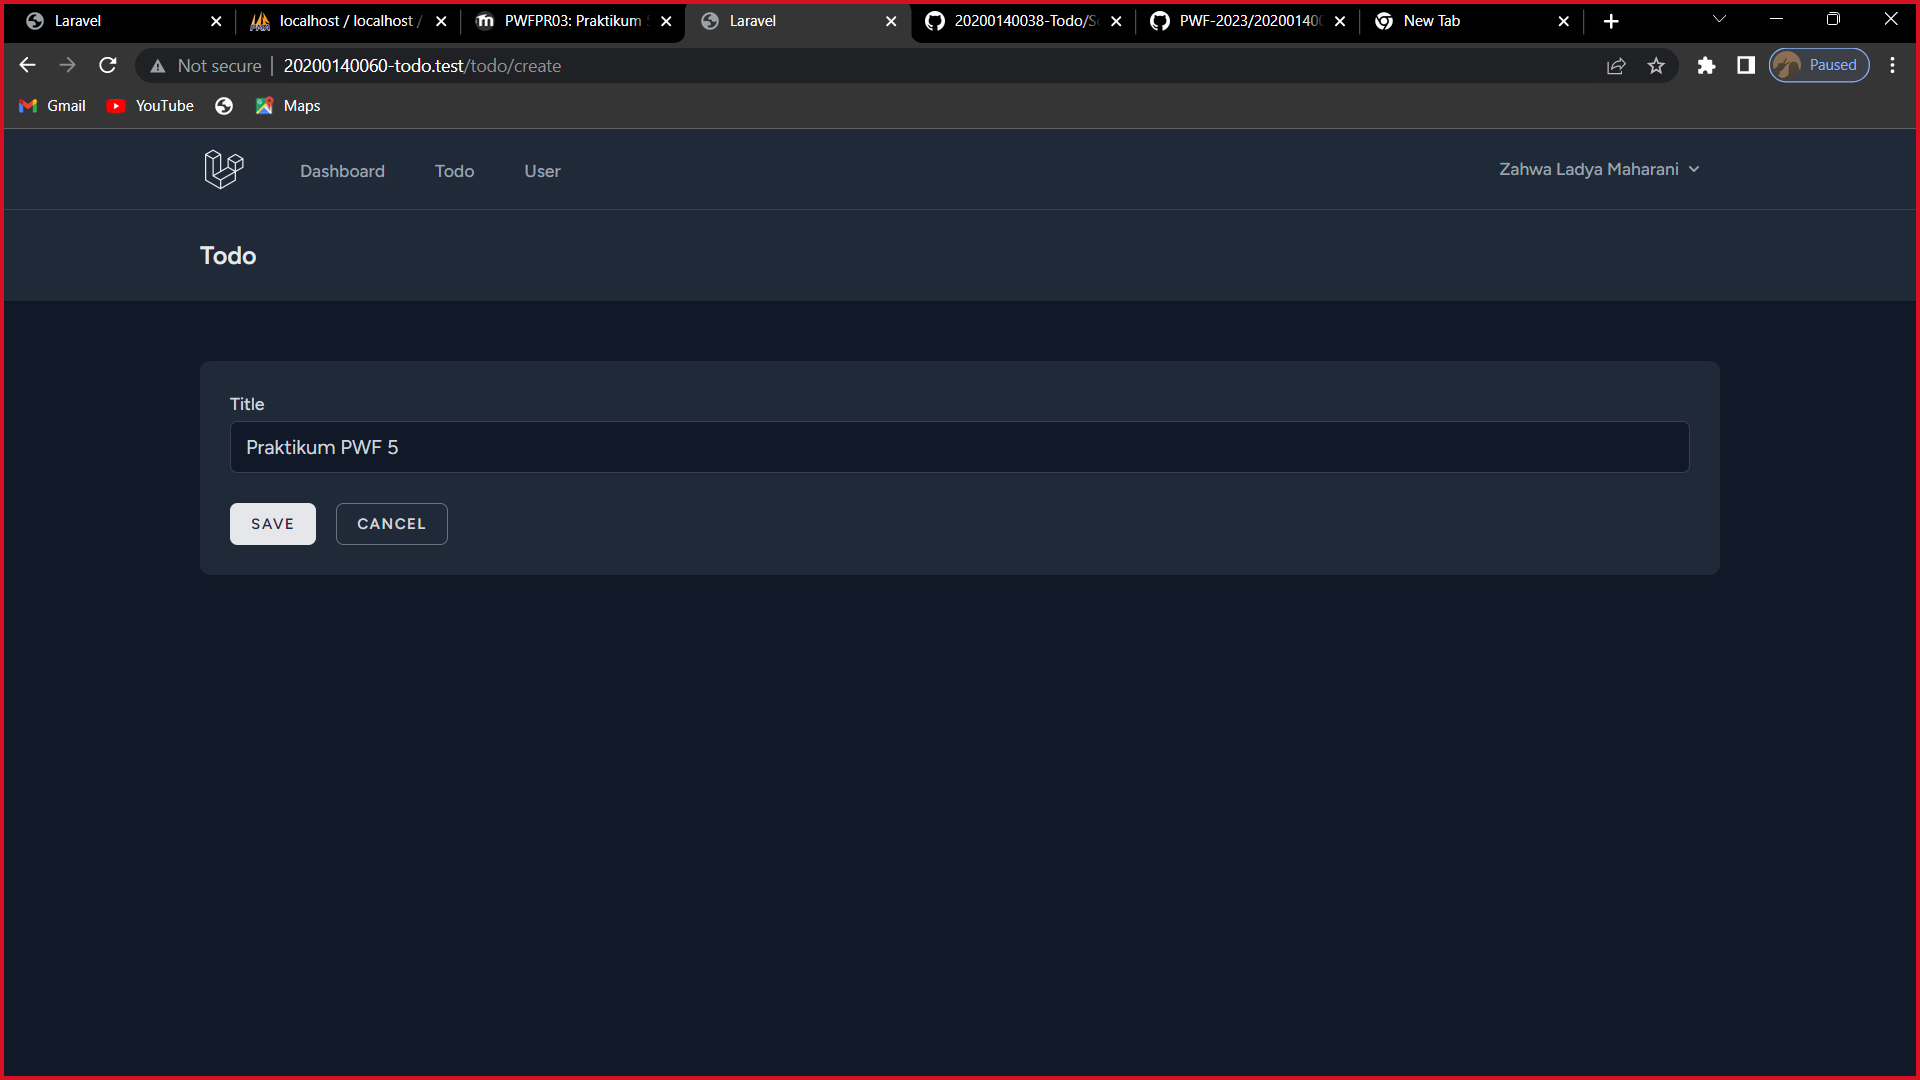 Laravel
localhost / localhost /
PWFPR03: Praktikum
Laravel
20200140038-Todo/S
PWF-2023/2020014
New Tab
Not secure
20200140060-todo.test/todo/create
Paused
Gmail
YouTube
Maps
Dashboard
Todo
User
Zahwa Ladya Maharani
Todo
Title
Praktikum PWF 5
SAVE
CANCEL